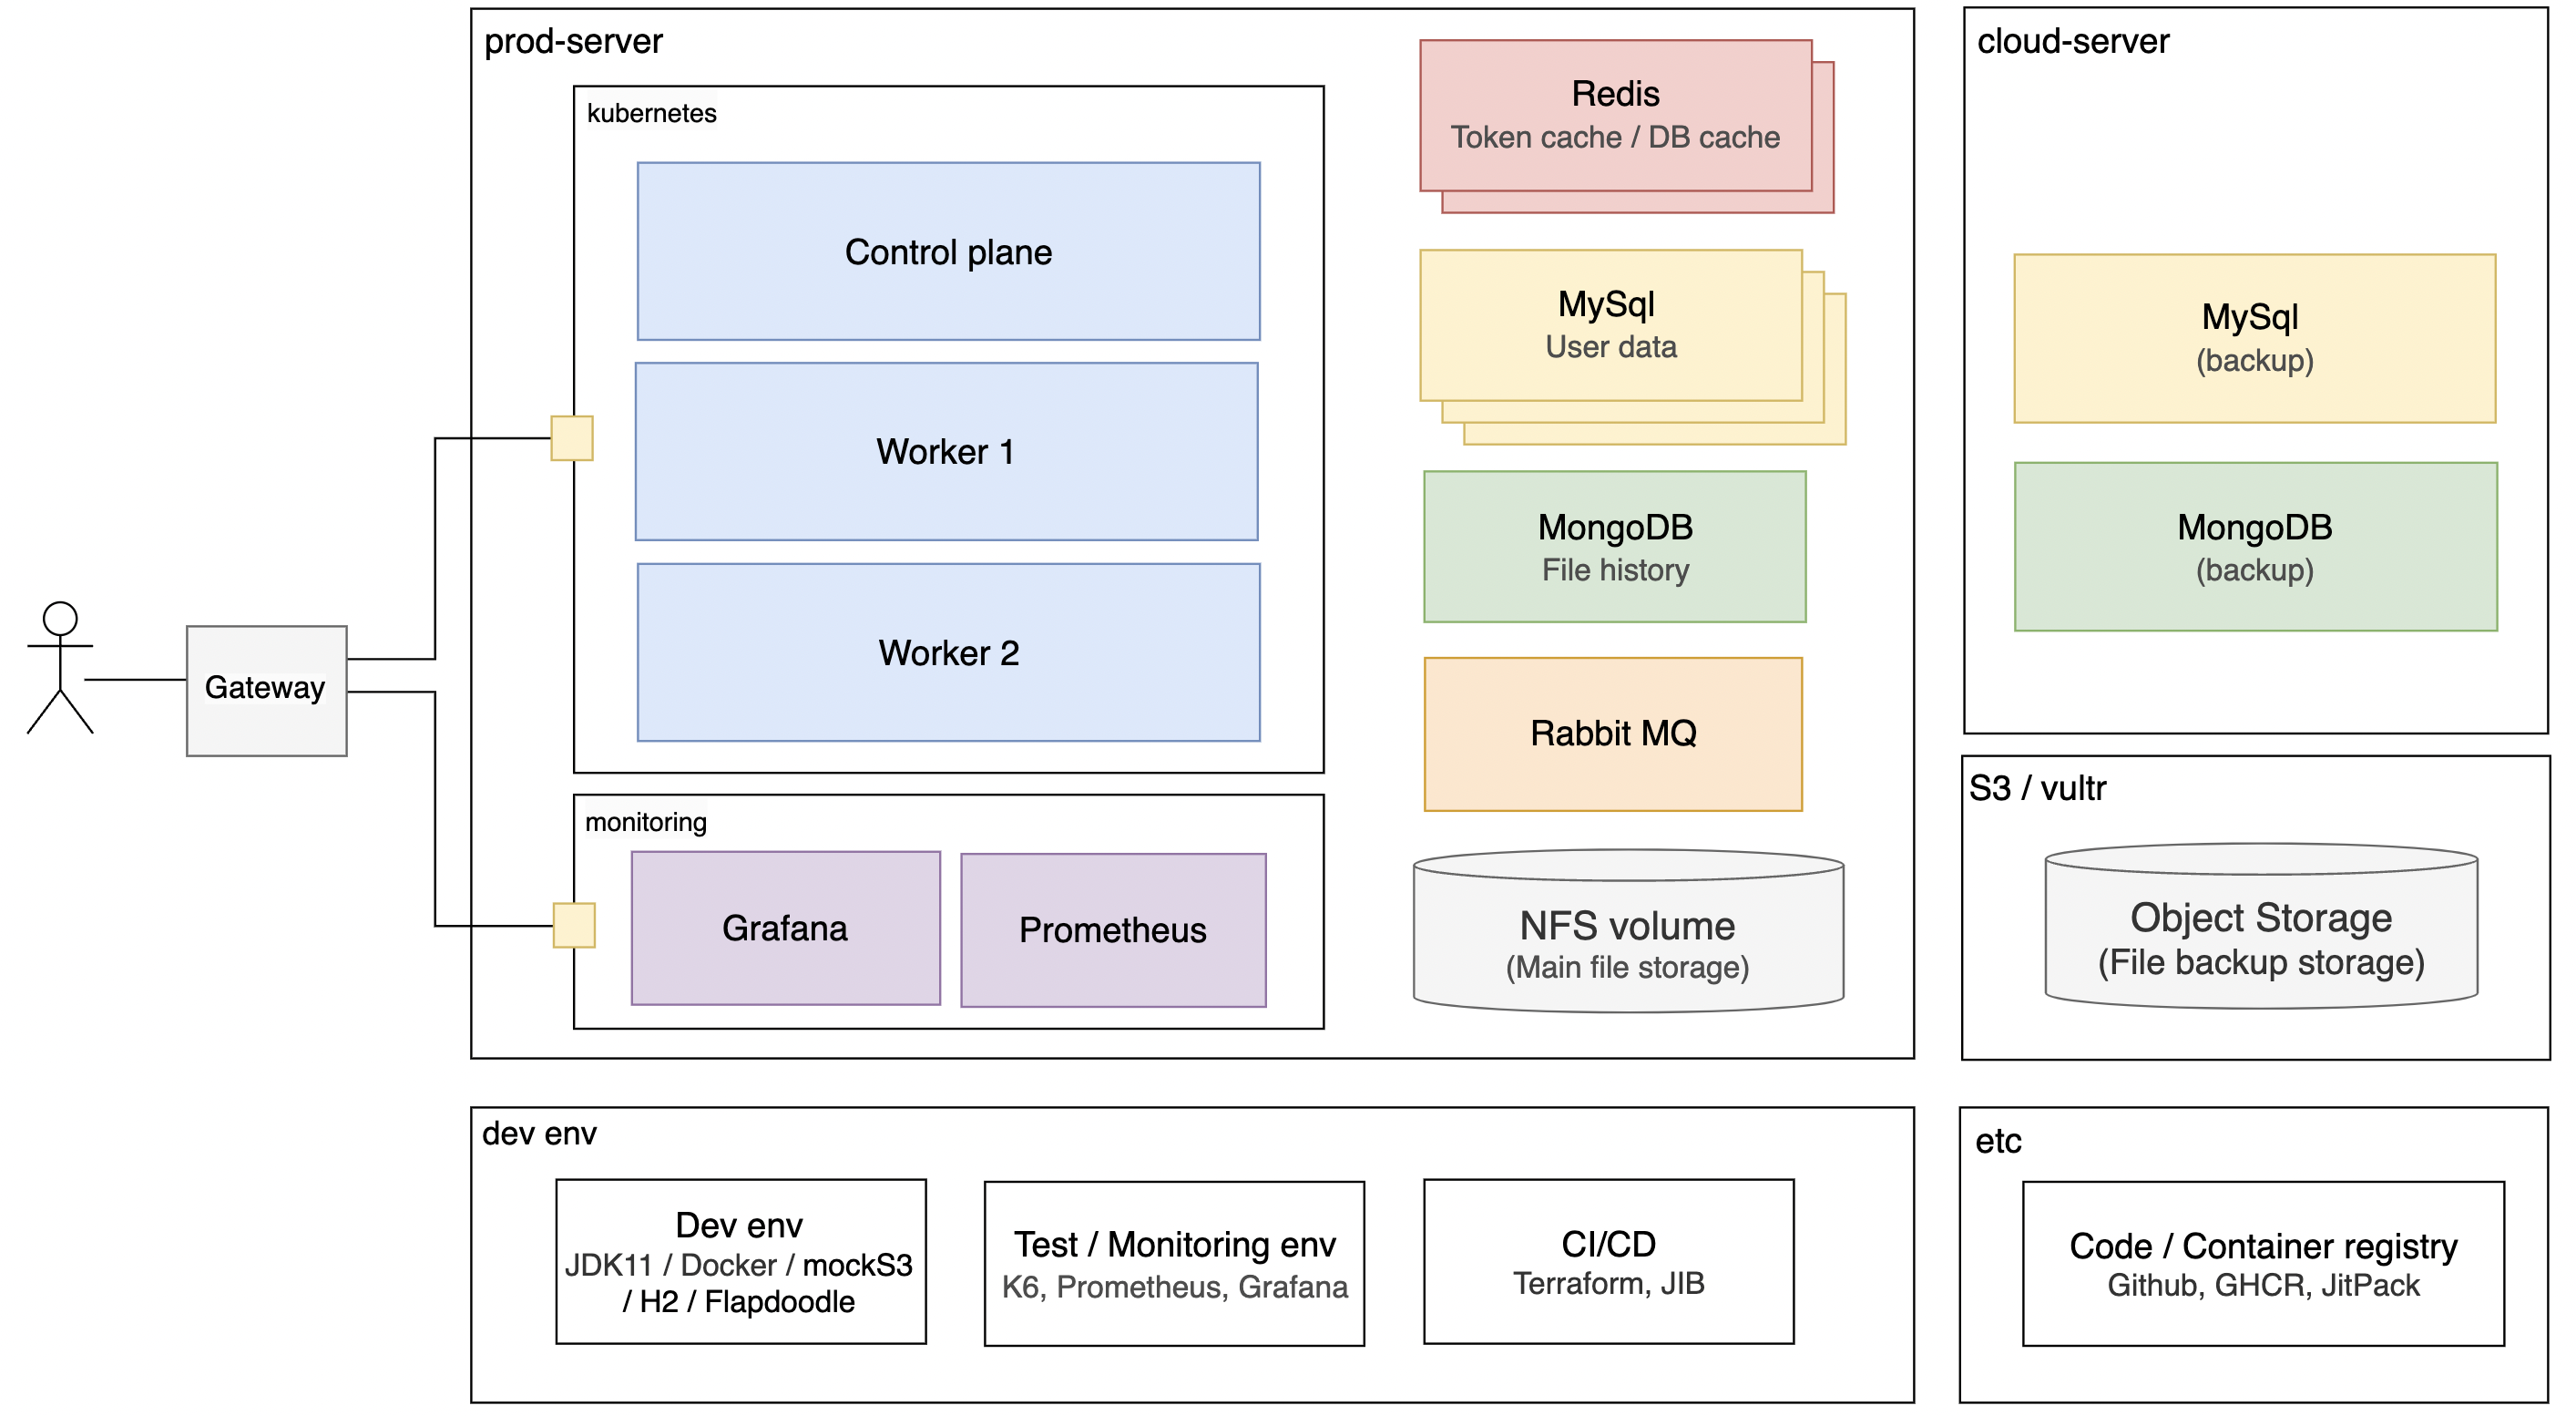 prod-server
kubernetes
Control plane
Worker 1
Worker 2
Gateway
monitoring
Grafana
Prometheus
Redis
Token cache / DB cache
MySql
User data
MongoDB
File history
Rabbit MQ
NFS volume
(Main file storage)
cloud-server
MySql
(backup)
MongoDB
(backup)
S3 / vultr
Object Storage
(File backup storage)
dev env
Dev env
JDK11 / Docker / mockS3
/ H2 / Flapdoodle
Test / Monitoring env
K6, Prometheus, Grafana
CI/CD
Terraform, JIB
etc
Code / Container registry
Github, GHCR, JitPack